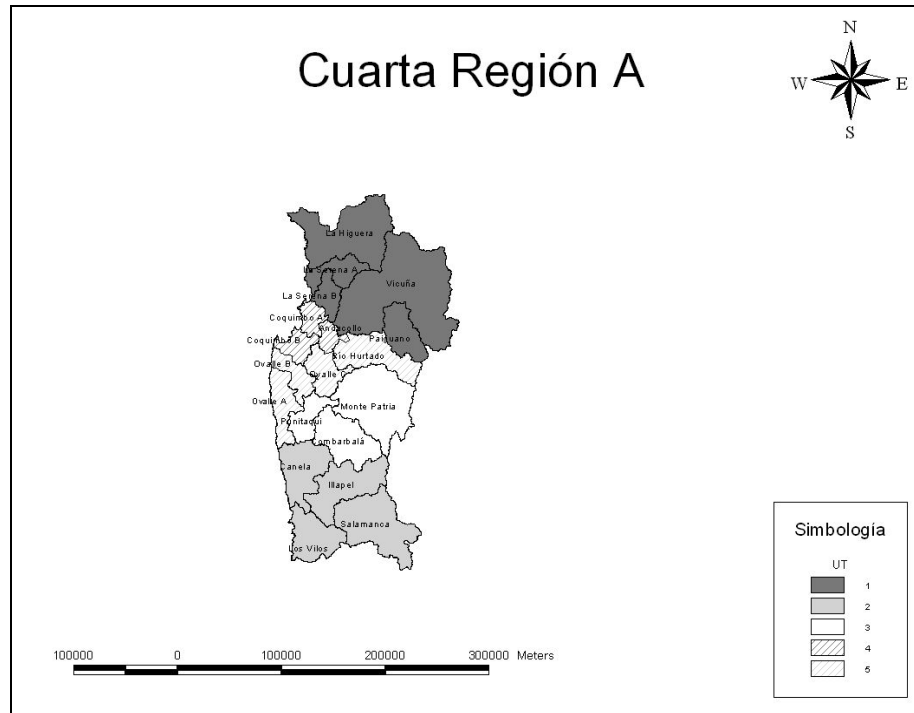 Cuarta Región A
N
W
E
S
La Higuera
La Serena A
Vicuña
La Serena B
Coquimbo A
Andacollo
Paiguano
Coquimbo B
Río Hurtado
Ovalle B
Ovalle C
Ovalle A
Monte Patria
Punitaqui
Combarbalá
Canela
Illapel
Salamanca
Los Vilos
Simbología
UT
1
2
3
4
5
100000 0 100000 200000 300000 Meters